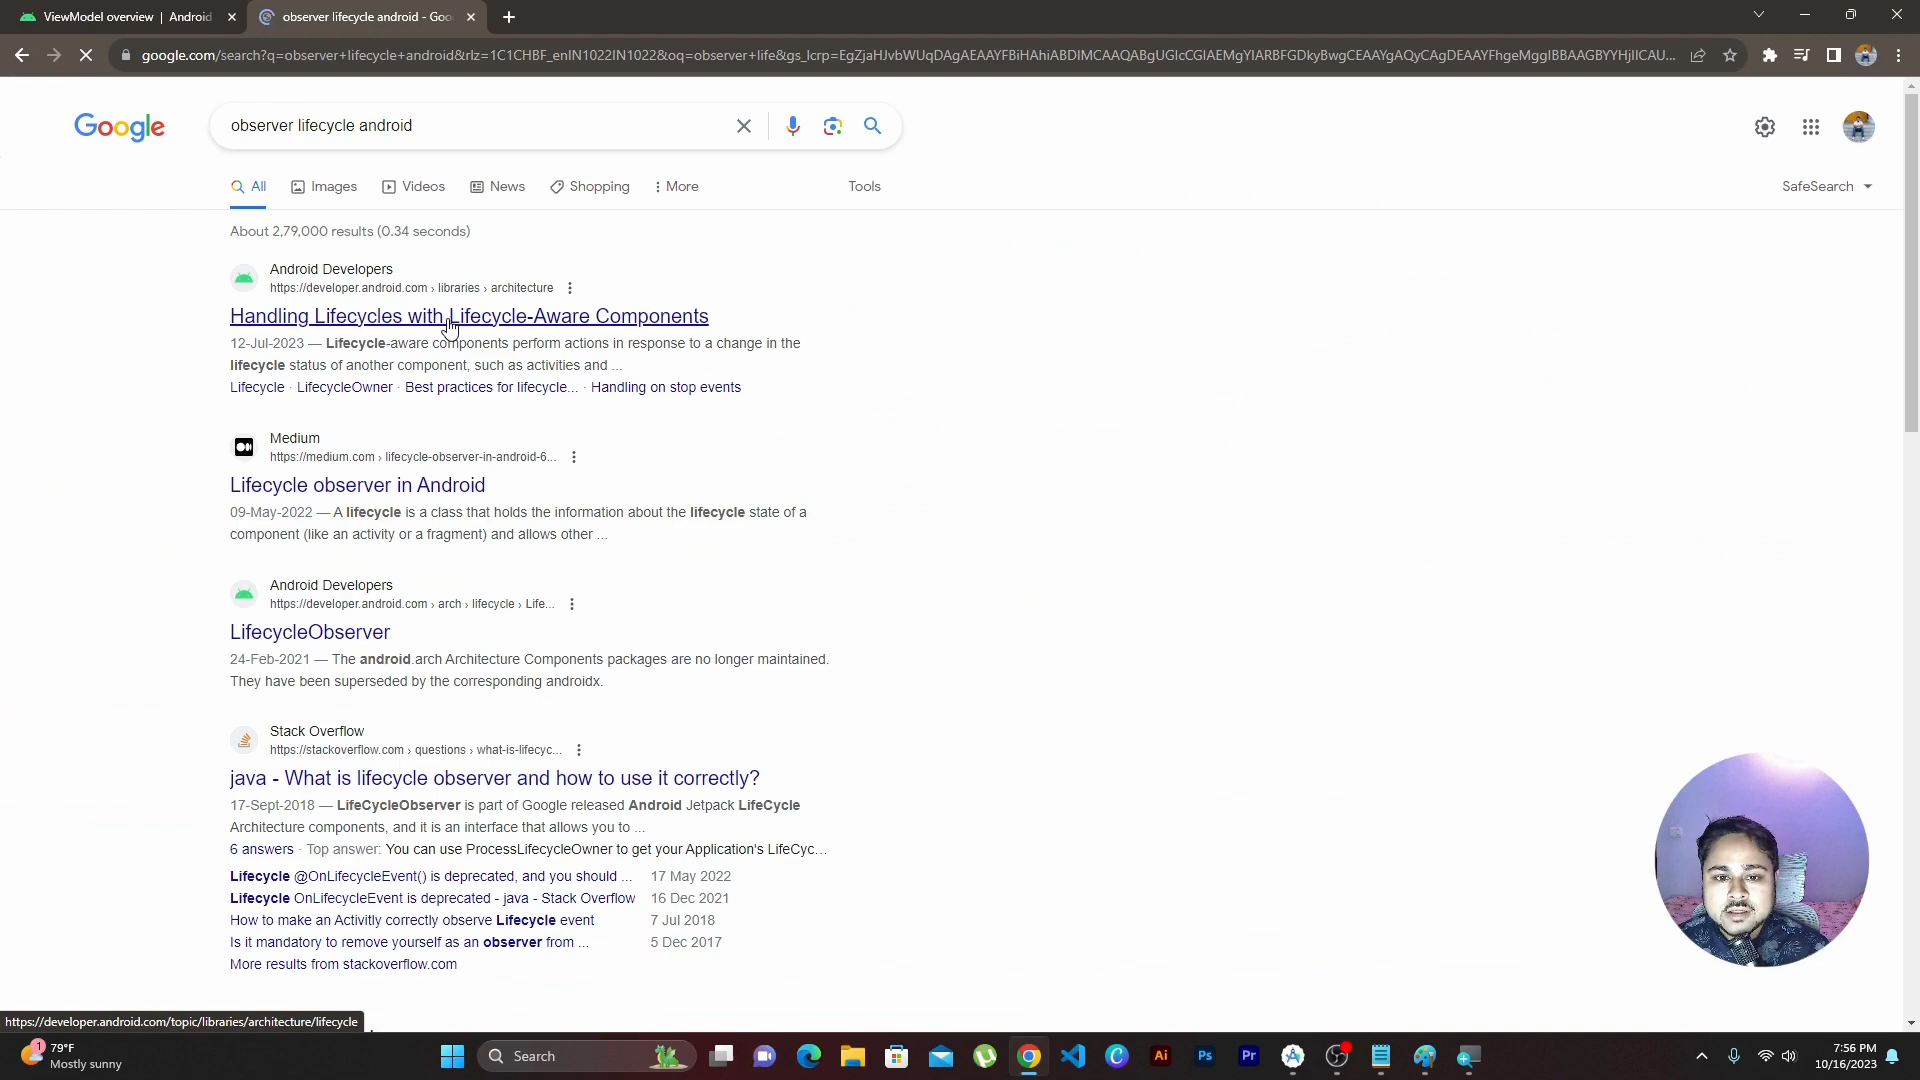 ViewModel overview | Android
observer lifecycle android - Goo
google.com/search?q=observer+lifecycle+android&rlz=1C1CHBF_enIN1022IN1022&oq=observer+life&gs_lcrp=EgZjaHJvbWUqDAgAEAAYFBiHAhiABDIMCAAQABgUGIcCGIAEMgYIARBFGDkyBwgCEAAYgAQyCAgDEAAYFhgeMggIBBAAGBYYHjIICAU...
Google
observer lifecycle android
All
Images
Videos
News
Shopping
More
Tools
SafeSearch
About 2,79,000 results (0.34 seconds)
Android Developers
https://developer.android.com › libraries › architecture
Handling Lifecycles with Lifecycle-Aware Components
12-Jul-2023 — Lifecycle-aware components perform actions in response to a change in the
lifecycle status of another component, such as activities and ...
Lifecycle · LifecycleOwner · Best practices for lifecycle... · Handling on stop events
Medium
https://medium.com › lifecycle-observer-in-android-6...
Lifecycle observer in Android
09-May-2022 — A lifecycle is a class that holds the information about the lifecycle state of a
component (like an activity or a fragment) and allows other ...
Android Developers
https://developer.android.com › arch › lifecycle › Life...
LifecycleObserver
24-Feb-2021 — The android.arch Architecture Components packages are no longer maintained.
They have been superseded by the corresponding androidx.
Stack Overflow
https://stackoverflow.com › questions › what-is-lifecyc...
java - What is lifecycle observer and how to use it correctly?
17-Sept-2018 — LifeCycleObserver is part of Google released Android Jetpack LifeCycle
Architecture components, and it is an interface that allows you to ...
6 answers · Top answer: You can use ProcessLifecycleOwner to get your Application's LifeCyc...
Lifecycle @OnLifecycleEvent() is deprecated, and you should ... 17 May 2022
Lifecycle OnLifecycleEvent is deprecated - java - Stack Overflow 16 Dec 2021
How to make an Activitly correctly observe Lifecycle event 7 Jul 2018
Is it mandatory to remove yourself as an observer from ... 5 Dec 2017
More results from stackoverflow.com
https://developer.android.com/topic/libraries/architecture/lifecycle
1
79°F
Mostly sunny
Search
Ai
Ps
Pr
7:56 PM
10/16/2023